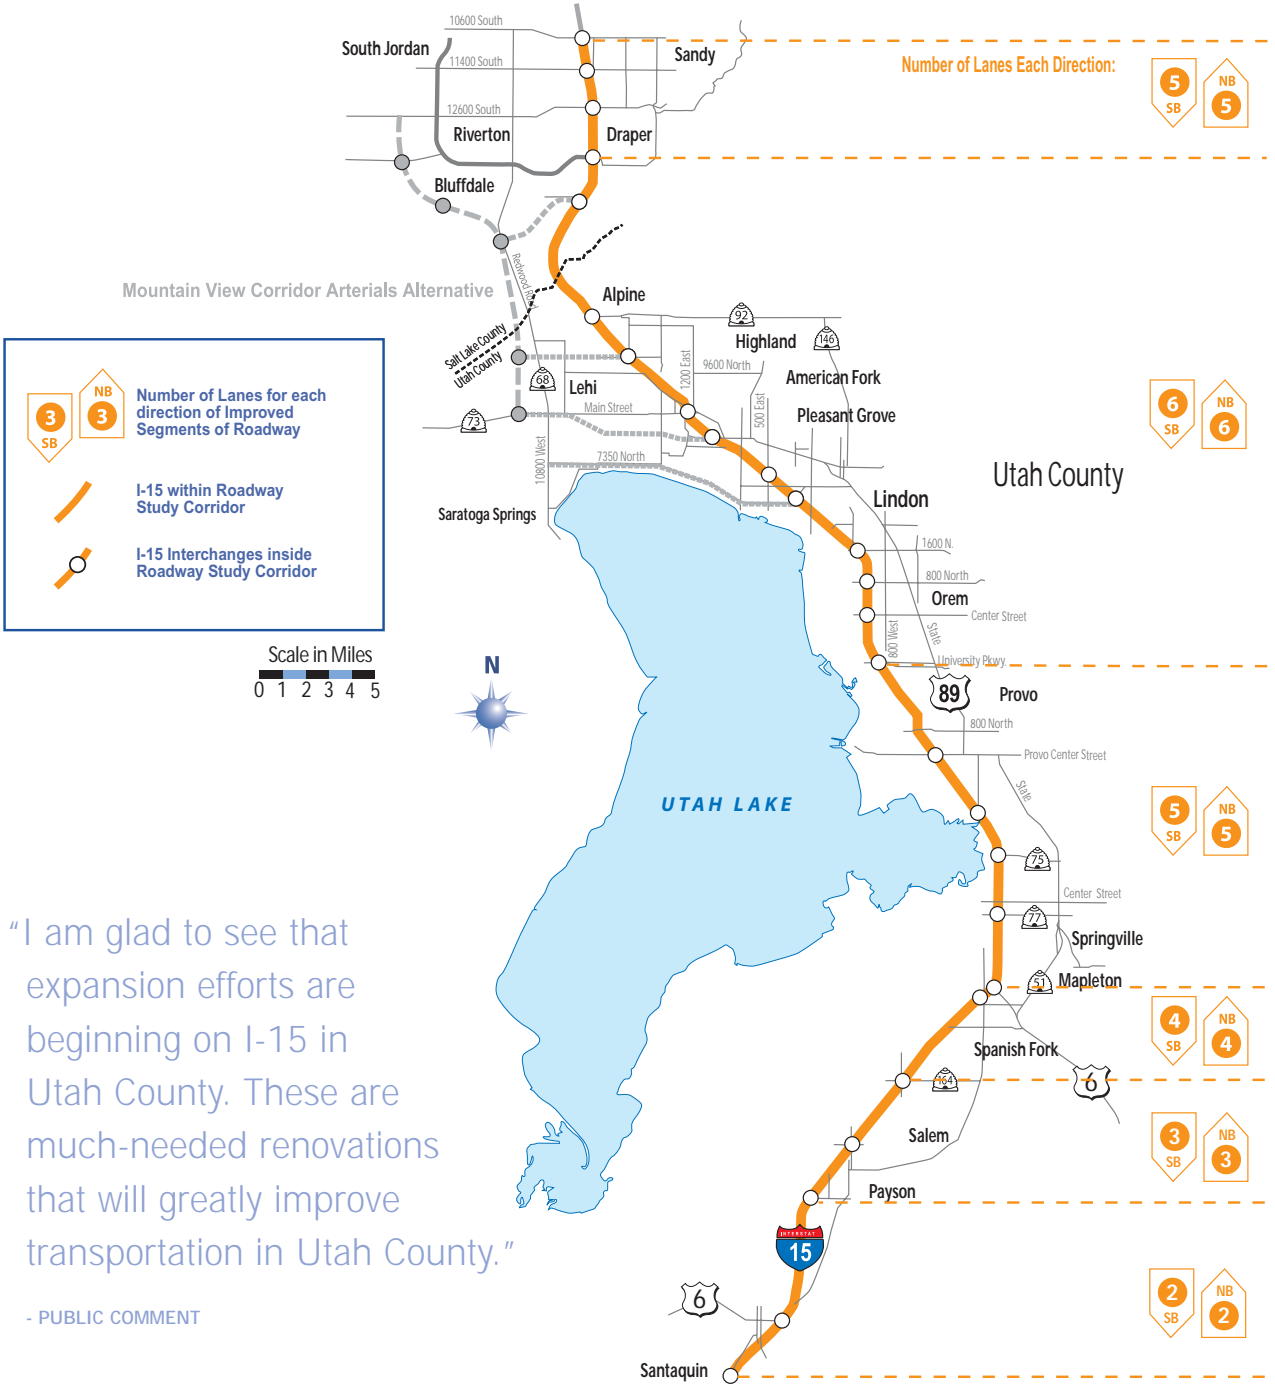 10600 South
South Jordan
Sandy
11400 South
Number of Lanes Each Direction:
5
SB
NB
5
12600 South
Riverton
Draper
Bluffdale
Redwood Road
Mountain View Corridor Arterials Alternative
Alpine
92
Highland
146
Salt Lake County
Utah County
1200 East
9600 North
American Fork
68
Lehi
Main Street
73
500 East
Pleasant Grove
10800 West
7350 North
Saratoga Springs
Lindon
Utah County
6
SB
NB
6
3
SB
NB
3
Number of Lanes for each
direction of Improved
Segments of Roadway
I-15 within Roadway
Study Corridor
I-15 Interchanges inside
Roadway Study Corridor
Scale in Miles
0 1 2 3 4 5
N
1600 N.
800 North
Orem
Center Street
800 West
State
University Pkwy.
89
Provo
800 North
Provo Center Street
State
UTAH LAKE
5
SB
NB
5
75
Center Street
77
Springville
51
Mapleton
4
SB
NB
4
Spanish Fork
164
6
Salem
3
SB
NB
3
Payson
INTERSTATE
15
6
2
SB
NB
2
Santaquin
“I am glad to see that
expansion efforts are
beginning on I-15 in
Utah County. These are
much-needed renovations
that will greatly improve
transportation in Utah County.”
- PUBLIC COMMENT